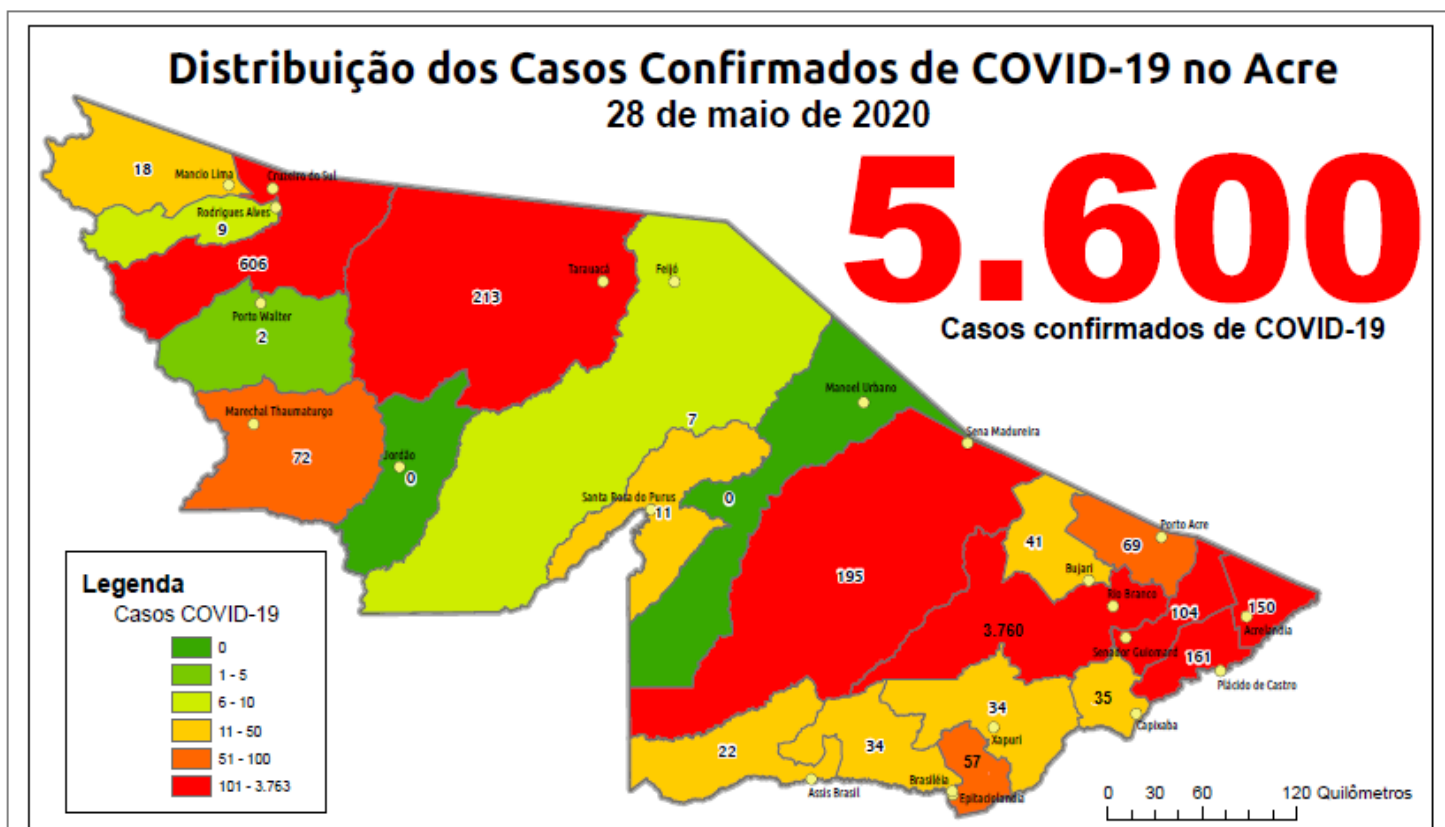 Distribuição dos Casos Confirmados de COVID-19 no Acre
28 de maio de 2020
5.600
Casos confirmados de COVID-19
18
Mancio Lima
Cruzeiro do Sul
Rodrigues Alves
9
606
Tarauacá
Feijó
213
Porto Walter
2
Manoel Urbano
Marechal Thaumaturgo
7
Sena Madureira
72
Jordão
0
Santa Rosa do Purus
11
0
Porto Acre
41
69
Bujari
195
Rio Branco
104
150
Acrelandia
3.760
Senador Guiomard
161
Plácido de Castro
35
Capixaba
34
Xapuri
22
34
57
Brasiléia
Assis Brasil
Epitaciolandia
Legenda
Casos COVID-19
0
1 - 5
6 - 10
11 - 50
51 - 100
101 - 3.763
0 30 60 120 Quilômetros